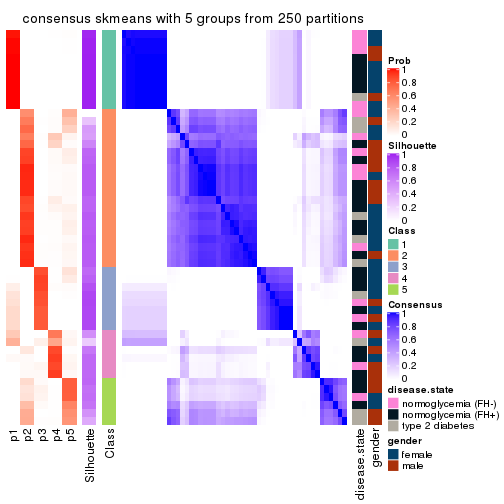 consensus skmeans with 5 groups from 250 partitions
p1
p2
p3
p4
p5
Silhouette
Class
disease.state
gender
Prob
1
0.8
0.6
0.4
0.2
0
Silhouette
1
0.8
0.6
0.4
0.2
0
Class
1
2
3
4
5
Consensus
1
0.8
0.6
0.4
0.2
0
disease.state
normoglycemia (FH-)
normoglycemia (FH+)
type 2 diabetes
gender
female
male